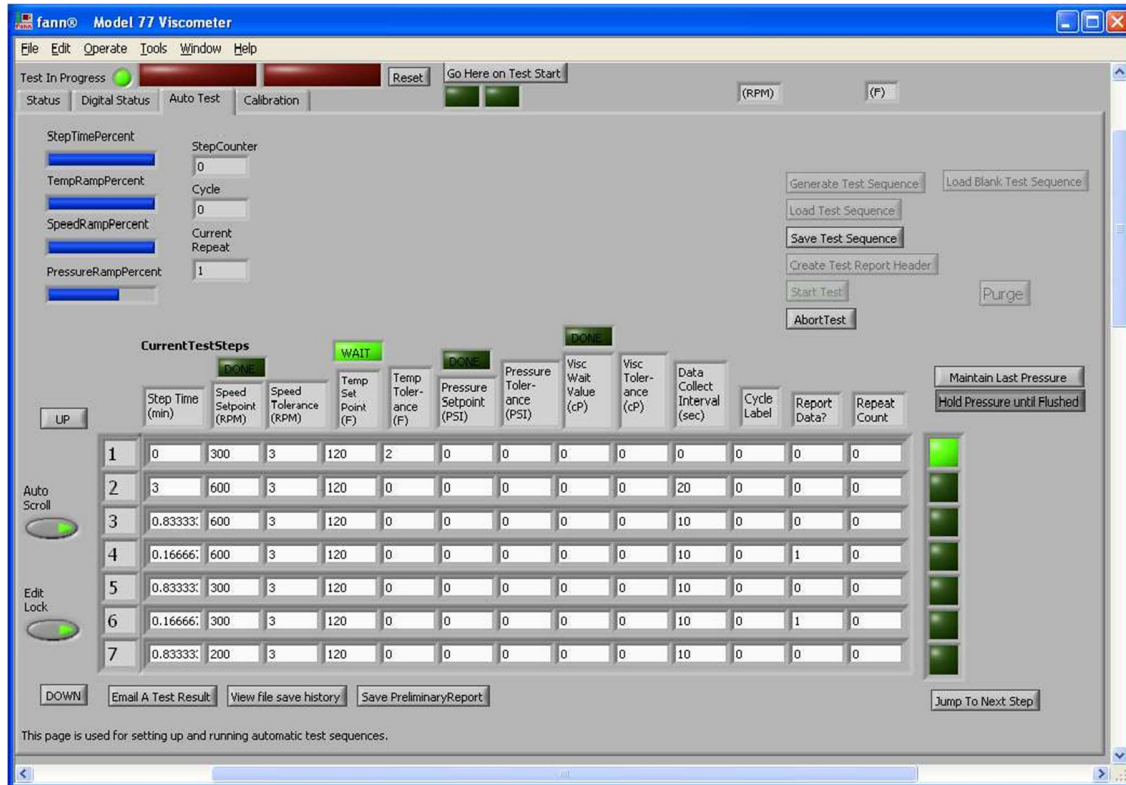 fann® Model 77 Viscometer
File Edit Operate Tools Window Help
Test In Progress Reset Go Here on Test Start
(RPM) (F)
Status Digital Status Auto Test Calibration
StepTimePercent
TempRampPercent
SpeedRampPercent
PressureRampPercent
StepCounter
0
Cycle
0
Current
Repeat
1
Generate Test Sequence Load Blank Test Sequence
Load Test Sequence
Save Test Sequence
Create Test Report Header
Start Test Purge
AbortTest
CurrentTestSteps
DONE WAIT DONE DONE
Step Time
(min)
Speed
Setpoint
(RPM)
Speed
Tolerance
(RPM)
Temp
Set
Point
(F)
Temp
Toler-
ance
(F)
Pressure
Setpoint
(PSI)
Pressure
Toler-
ance
(PSI)
Visc
Wait
Value
(cP)
Visc
Toler-
ance
(cP)
Data
Collect
Interval
(sec)
Cycle
Label
Report
Data?
Repeat
Count
Maintain Last Pressure
Hold Pressure until Flushed
UP
1 0 300 3 120 2 0 0 0 0 0 0 0 0
2 3 600 3 120 0 0 0 0 0 20 0 0 0
3 0.83333 600 3 120 0 0 0 0 0 10 0 0 0
4 0.16666 600 3 120 0 0 0 0 0 10 0 1 0
5 0.83333 300 3 120 0 0 0 0 0 10 0 0 0
6 0.16666 300 3 120 0 0 0 0 0 10 0 1 0
7 0.83333 200 3 120 0 0 0 0 0 10 0 0 0
Auto
Scroll
Edit
Lock
DOWN Email A Test Result View file save history Save PreliminaryReport Jump To Next Step
This page is used for setting up and running automatic test sequences.